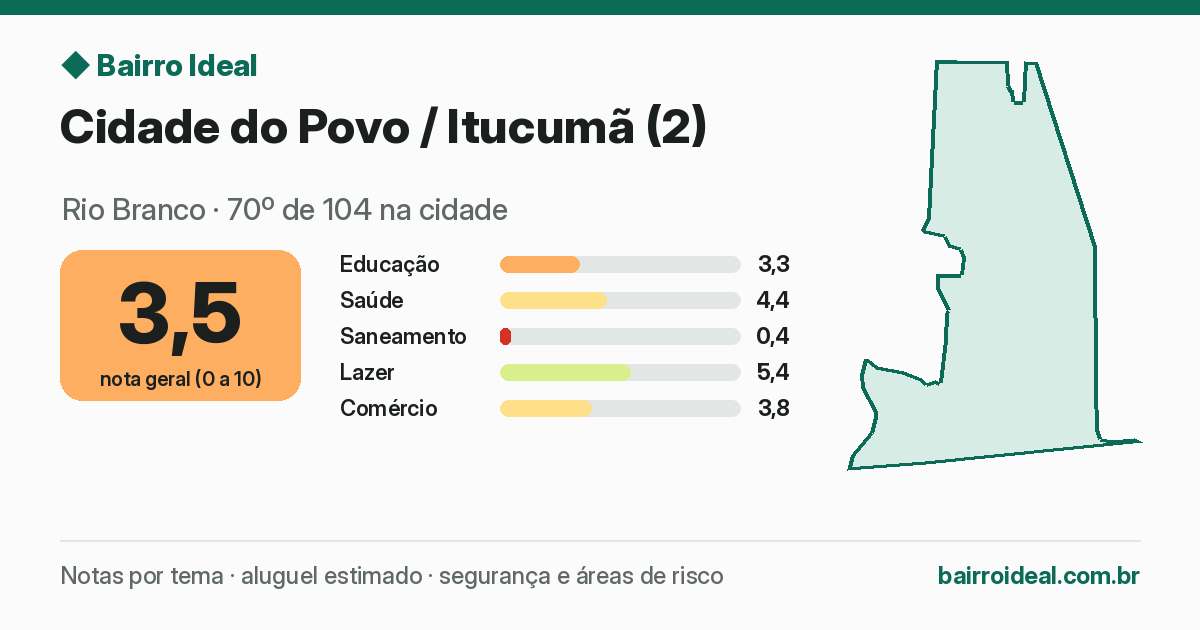 Bairro Ideal
Cidade do Povo / Itucumã (2)
Rio Branco · 70º de 104 na cidade
3,5
nota geral (0 a 10)
Educação 3,3
Saúde 4,4
Saneamento 0,4
Lazer 5,4
Comércio 3,8
Notas por tema · aluguel estimado · segurança e áreas de risco
bairroideal.com.br